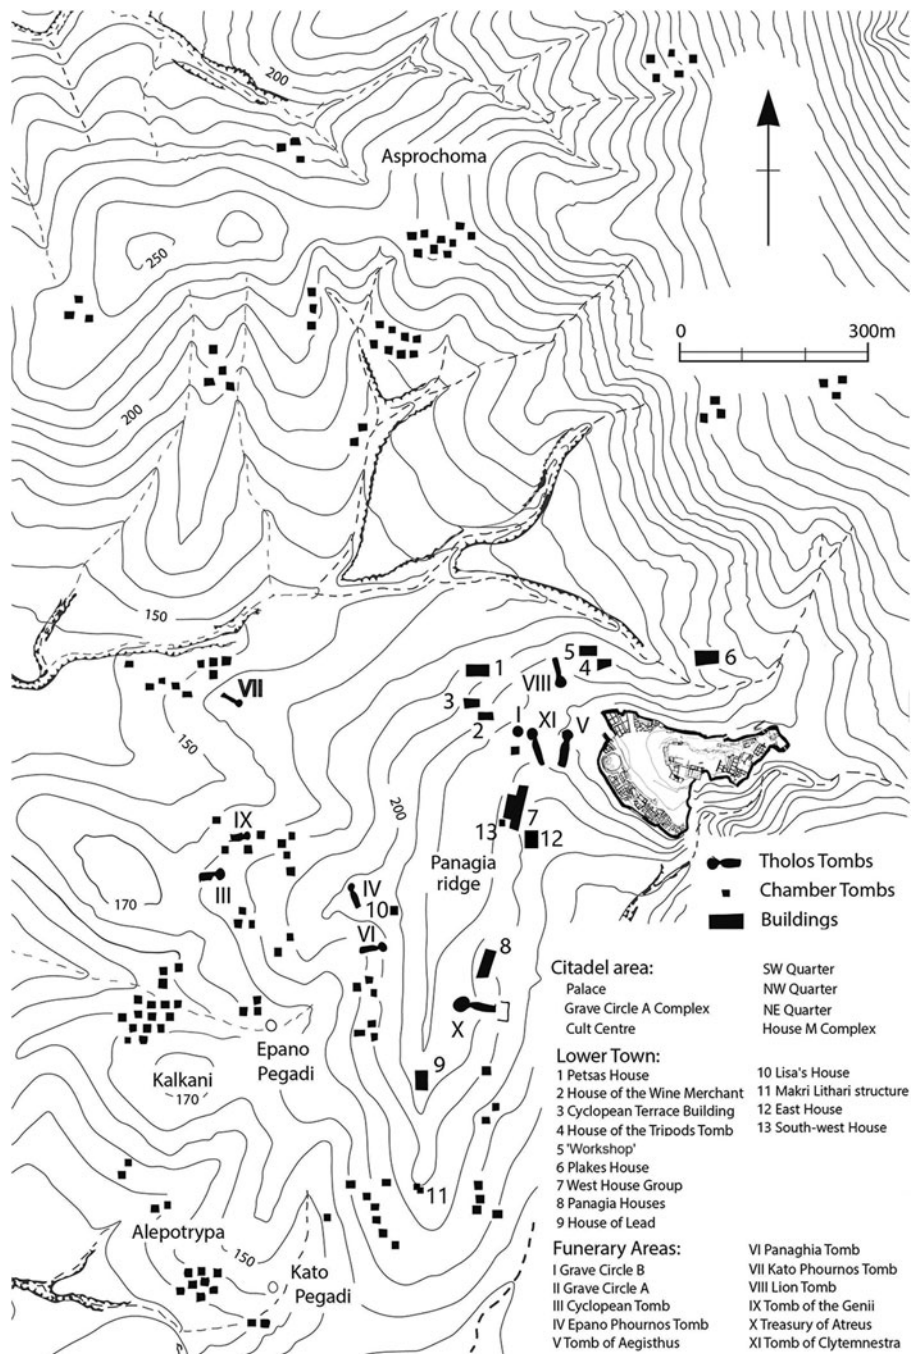 200
Asprochoma
250
0 300m
200
150
VII
150
5
4
6
1
VIII
3
2
I
XI
V
200
IX
13
7
12
III
170
Panagia
ridge
IV
10
VI
8
X
9
Epano
Pegadi
Kalkani
170
11
Alepotrypa
150
Kato
Pegadi
Tholos Tombs
Chamber Tombs
Buildings
Citadel area:
Palace
Grave Circle A Complex
Cult Centre
SW Quarter
NW Quarter
NE Quarter
House M Complex
Lower Town:
1 Petsas House
2 House of the Wine Merchant
3 Cyclopean Terrace Building
4 House of the Tripods Tomb
5 'Workshop'
6 Plakes House
7 West House Group
8 Panagia Houses
9 House of Lead
10 Lisa's House
11 Makri Lithari structure
12 East House
13 South-west House
Funerary Areas:
I Grave Circle B
II Grave Circle A
III Cyclopean Tomb
IV Epano Phournos Tomb
V Tomb of Aegisthus
VI Panaghia Tomb
VII Kato Phournos Tomb
VIII Lion Tomb
IX Tomb of the Genii
X Treasury of Atreus
XI Tomb of Clytemnestra